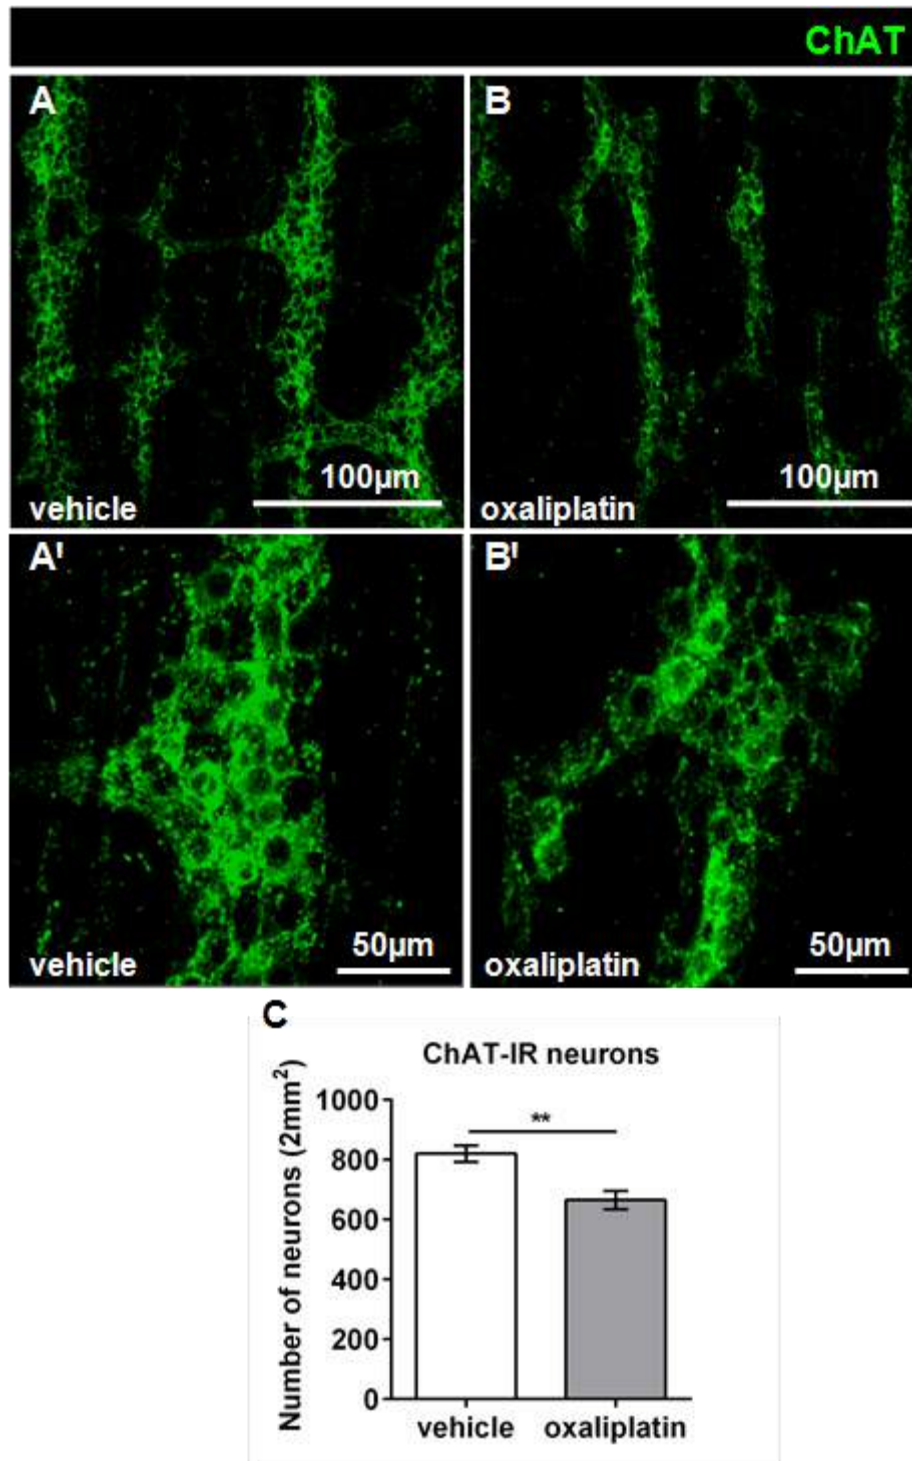 ChAT
A
B
100µm
100µm
vehicle
oxaliplatin
A'
B'
50µm
50µm
vehicle
oxaliplatin
C
ChAT-IR neurons
Number of neurons (2mm²)
**
1000
800
600
400
200
0
vehicle
oxaliplatin